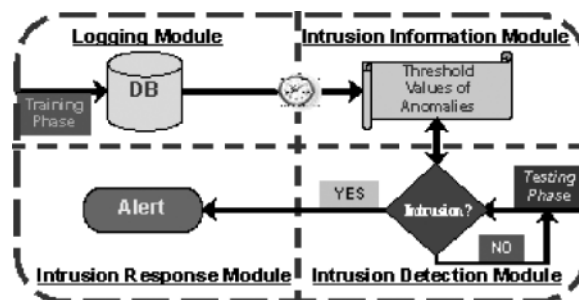 Logging Module
Intrusion Information Module
DB
Training
Phase
Threshold
Values of
Anomalies
YES
Testing
Phase
Alert
Intrusion?
NO
Intrusion Response Module
Intrusion Detection Module